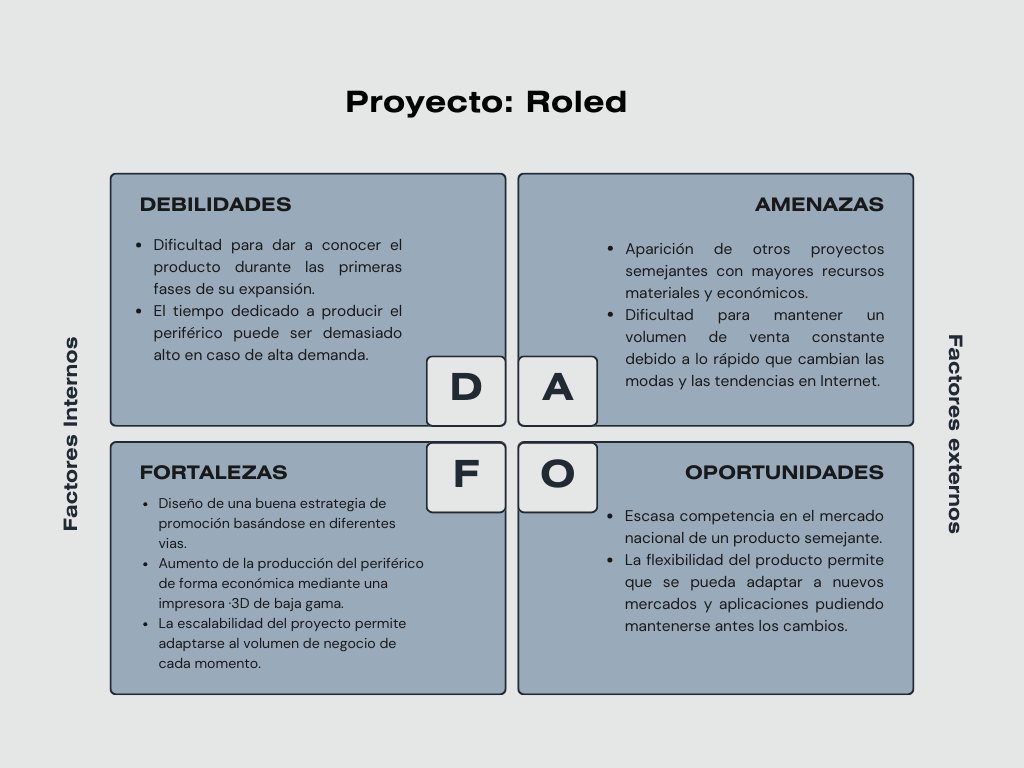 Proyecto: Roled
Factores Internos
DEBILIDADES
Dificultad para dar a conocer el
producto durante las primeras
fases de su expansión.
El tiempo dedicado a producir el
periférico puede ser demasiado
alto en caso de alta demanda.
D
AMENAZAS
Aparición de otros proyectos
semejantes con mayores recursos
materiales y económicos.
Dificultad para mantener un
volumen de venta constante
debido a lo rápido que cambian las
modas y las tendencias en Internet.
A
FORTALEZAS
Diseño de una buena estrategia de
promoción basándose en diferentes
vias.
Aumento de la producción del periférico
de forma económica mediante una
impresora ·3D de baja gama.
La escalabilidad del proyecto permite
adaptarse al volumen de negocio de
cada momento.
F
OPORTUNIDADES
Escasa competencia en el mercado
nacional de un producto semejante.
La flexibilidad del producto permite
que se pueda adaptar a nuevos
mercados y aplicaciones pudiendo
mantenerse antes los cambios.
O
Factores externos